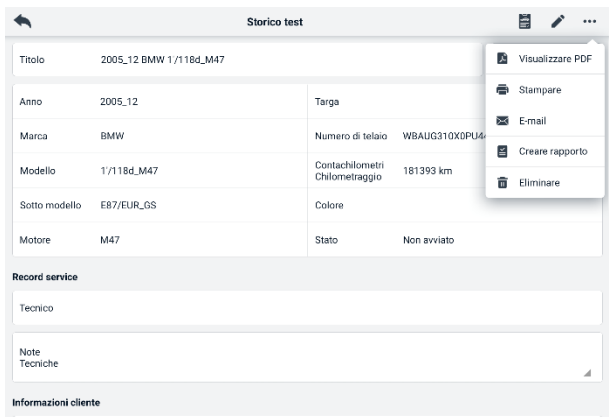 Storico test
Titolo 2005_12 BMW 1'/118d_M47
Visualizzare PDF
Stampare
E-mail
Creare rapporto
Eliminare
Anno 2005_12 Targa
Marca BMW Numero di telaio
Modello 1'/118d_M47 Contachilometri
Chilometraggio 181393 km
Sotto modello E87/EUR_GS Colore
Motore M47 Stato Non avviato
Record service
Tecnico
Note
Tecniche
Informazioni cliente